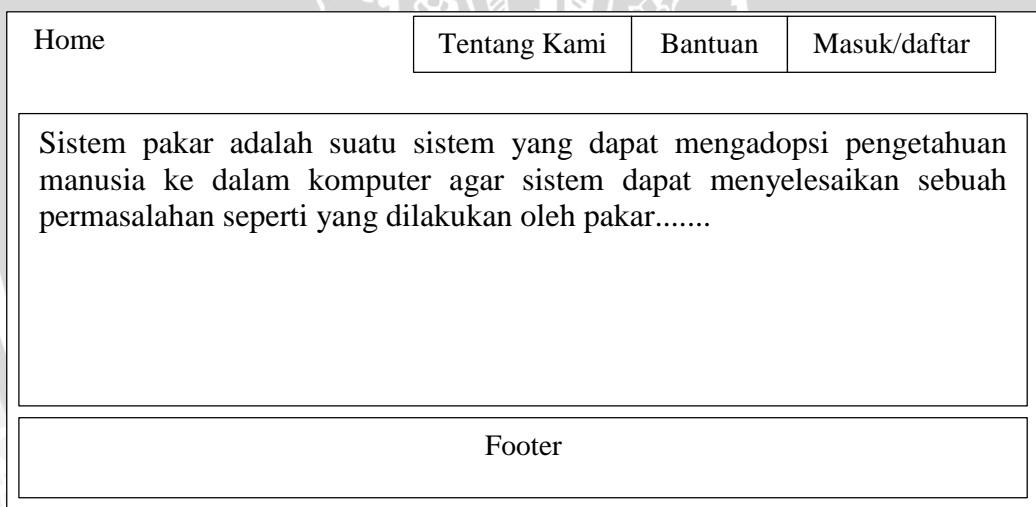 Home
Tentang Kami
Bantuan
Masuk/daftar
Sistem pakar adalah suatu sistem yang dapat mengadopsi pengetahuan
manusia ke dalam komputer agar sistem dapat menyelesaikan sebuah
permasalahan seperti yang dilakukan oleh pakar.......
Footer